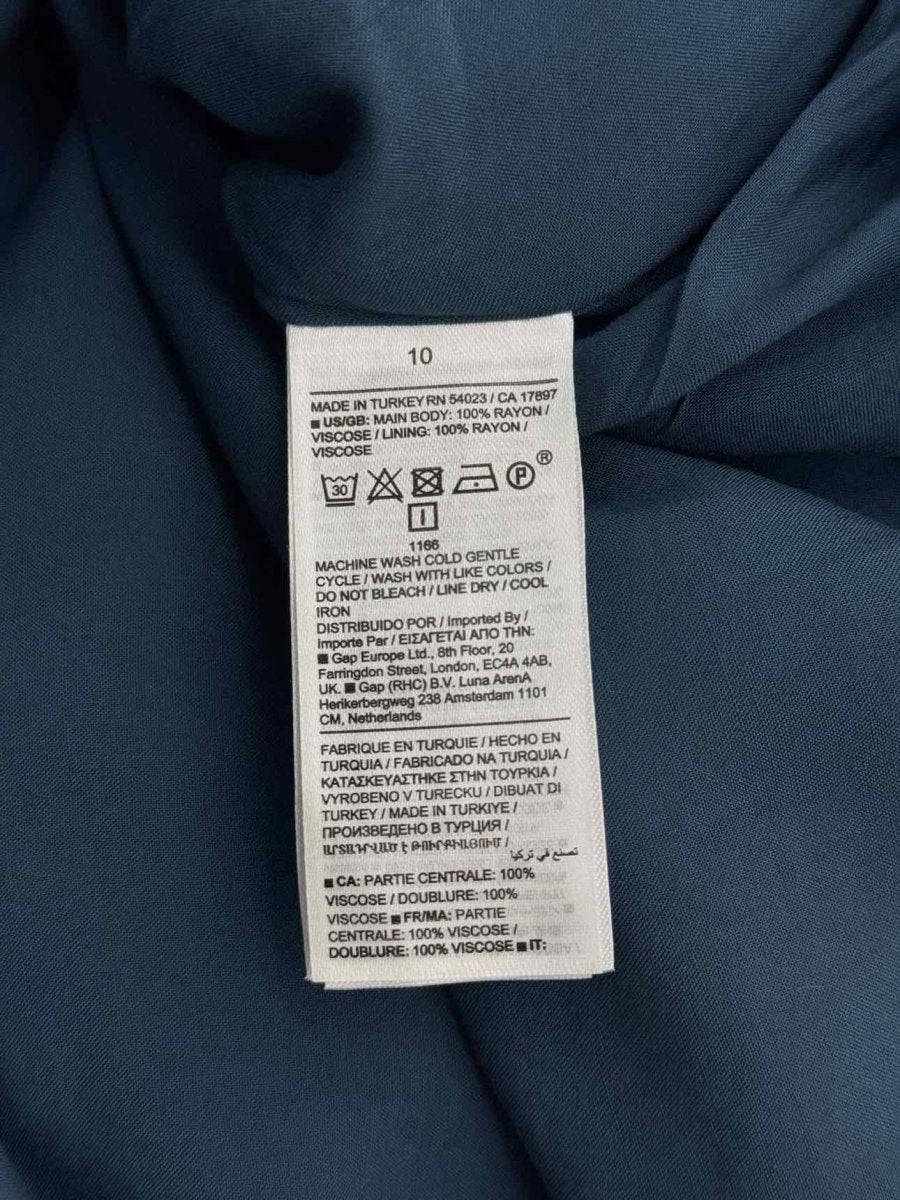 10
MADE IN TURKEY RN 54023 / CA 17897
■ US/GB: MAIN BODY: 100% RAYON /
VISCOSE / LINING: 100% RAYON /
VISCOSE
30
P ®
1166
MACHINE WASH COLD GENTLE
CYCLE / WASH WITH LIKE COLORS /
DO NOT BLEACH / LINE DRY / COOL
IRON
DISTRIBUIDO POR / Imported By /
Importe Par / ΕΙΣΑΓΕΤΑΙ ΑΠΟ ΤΗΝ:
■ Gap Europe Ltd., 8th Floor, 20
Farringdon Street, London, EC4A 4AB,
UK. ■ Gap (RHC) B.V. Luna ArenA
Herikerbergweg 238 Amsterdam 1101
CM, Netherlands
FABRIQUE EN TURQUIE / HECHO EN
TURQUIA / FABRICADO NA TURQUIA /
ΚΑΤΑΣΚΕΥΑΣΤΗΚΕ ΣΤΗΝ ΤΟΥΡΚΙΑ /
VYROBENO V TURECKU / DIBUAT DI
TURKEY / MADE IN TURKIYE /
ПРОИЗВЕДЕНО В ТУРЦИЯ /
ԱՐՏԱԴՐՎԱԾ Է ԹՈՒՐՔԻԱՅՈՒՄ /
تصنع في تركيا
■ CA: PARTIE CENTRALE: 100%
VISCOSE / DOUBLURE: 100%
VISCOSE ■ FR/MA: PARTIE
CENTRALE: 100% VISCOSE /
DOUBLURE: 100% VISCOSE ■ IT: